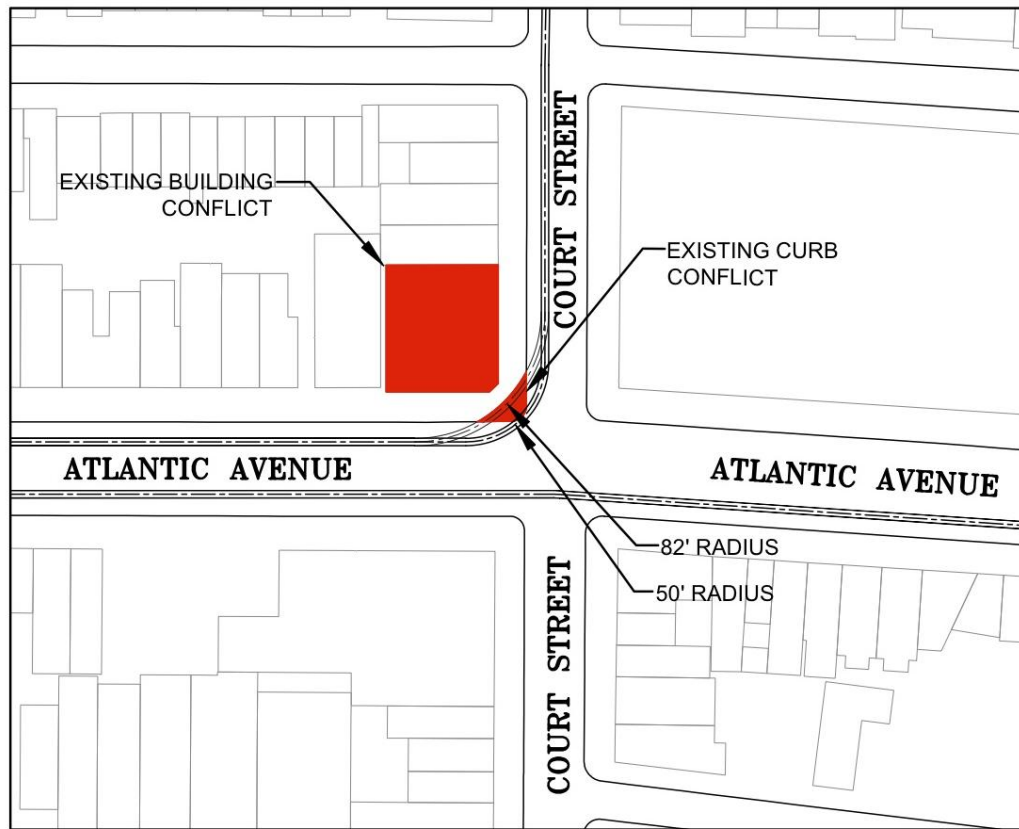 EXISTING BUILDING
CONFLICT
COURT STREET
EXISTING CURB
CONFLICT
ATLANTIC AVENUE
ATLANTIC AVENUE
82' RADIUS
50' RADIUS
COURT STREET